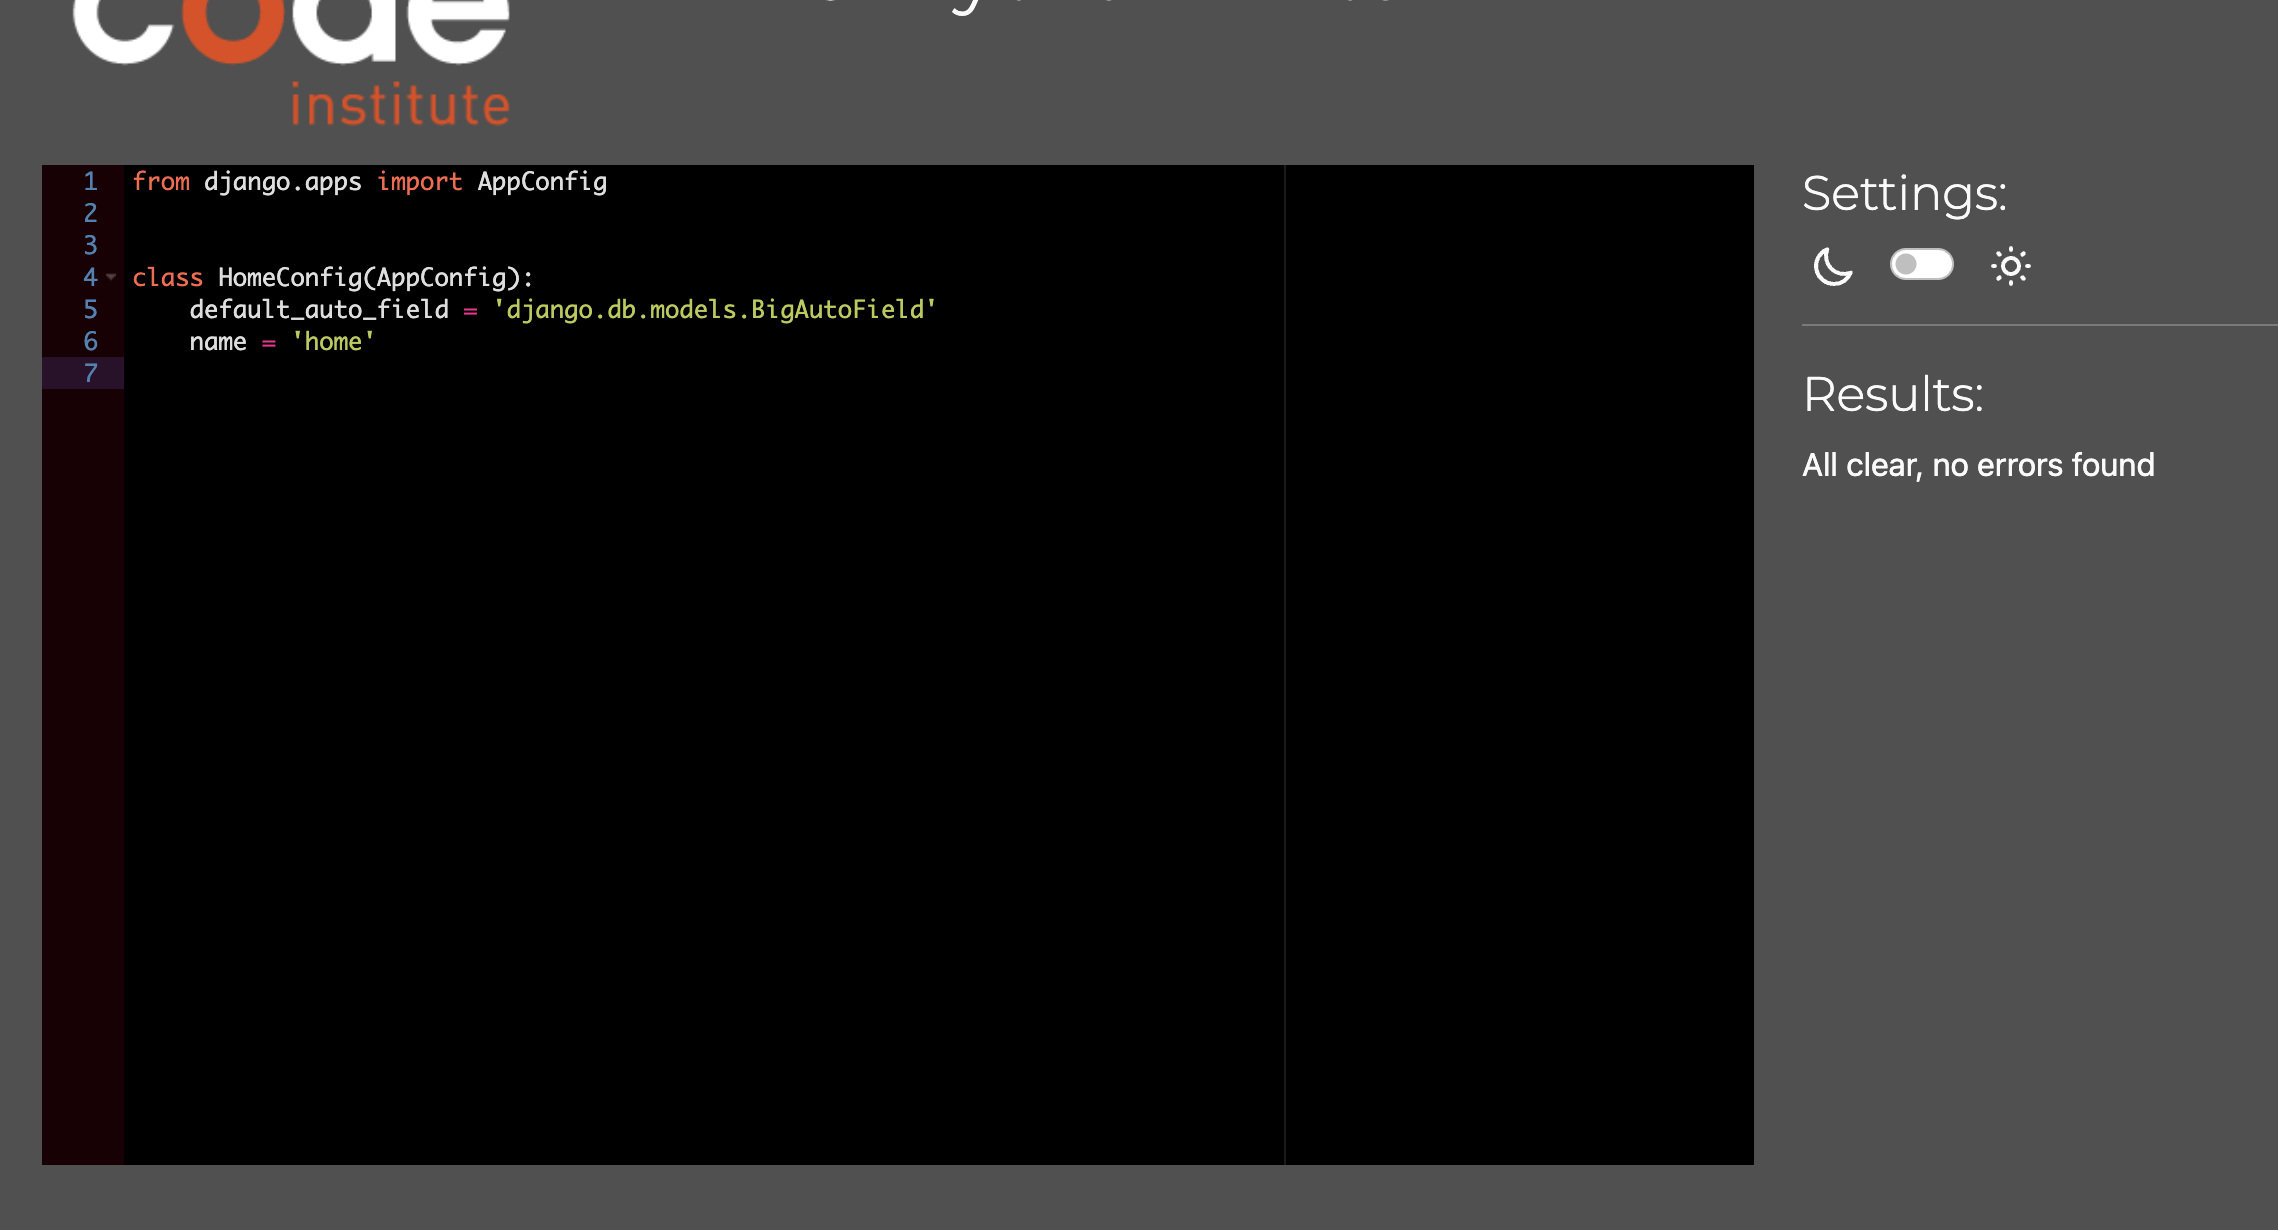 code
institute
1 from django.apps import AppConfig
2
3
4 class HomeConfig(AppConfig):
5     default_auto_field = 'django.db.models.BigAutoField'
6     name = 'home'
7
Settings:
Results:
All clear, no errors found